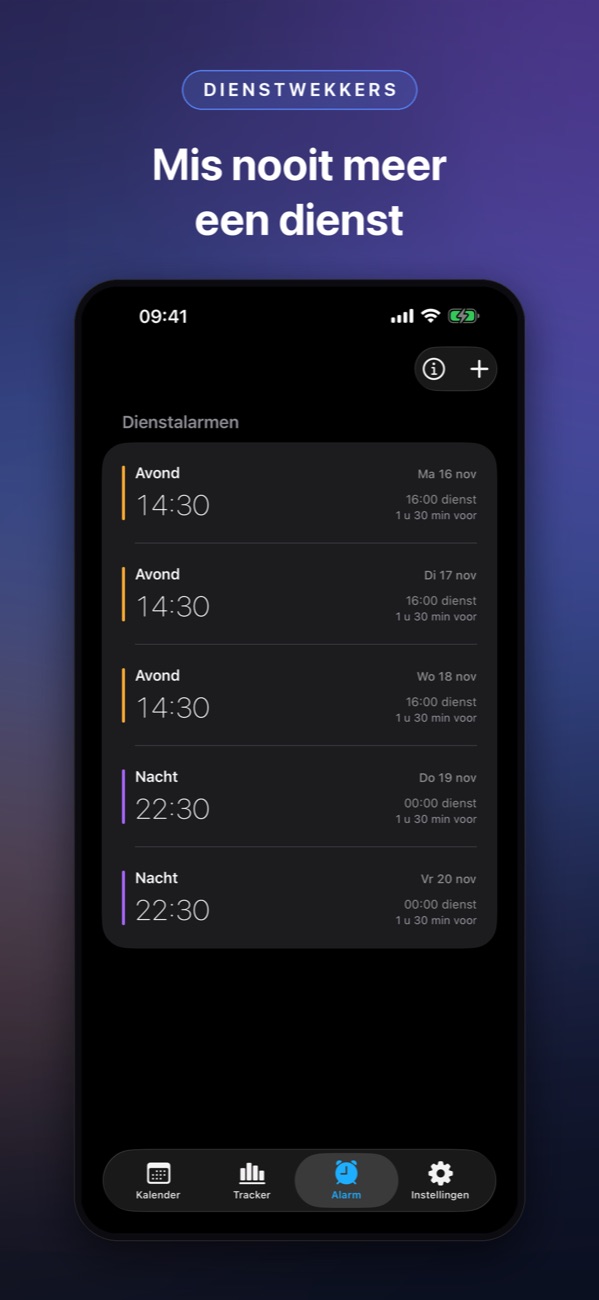 DIENSTWEKKERS
Mis nooit meer
een dienst
09:41
Dienstalarmen
Avond
Ma 16 nov
14:30
16:00 dienst
1 u 30 min voor
Avond
Di 17 nov
14:30
16:00 dienst
1 u 30 min voor
Avond
Wo 18 nov
14:30
16:00 dienst
1 u 30 min voor
Nacht
Do 19 nov
22:30
00:00 dienst
1 u 30 min voor
Nacht
Vr 20 nov
22:30
00:00 dienst
1 u 30 min voor
Kalender
Tracker
Alarm
Instellingen